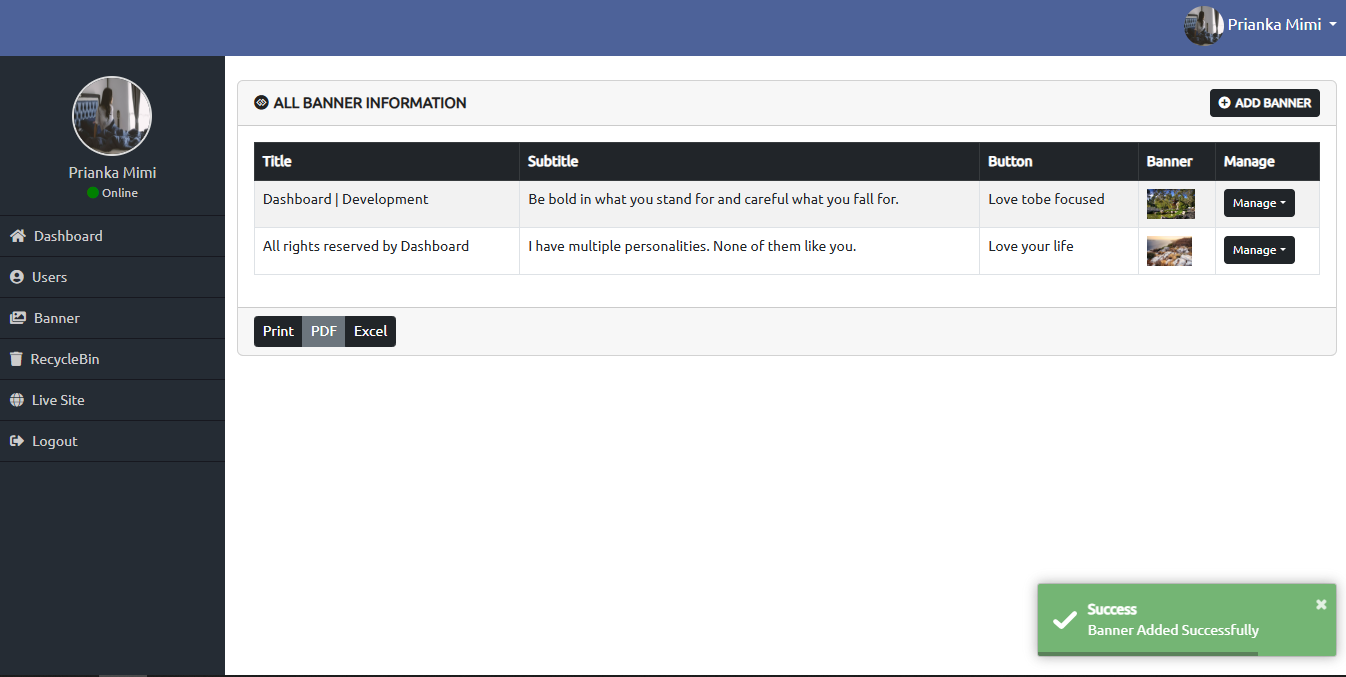 Prianka Mimi
Prianka Mimi
Online
Dashboard
Users
Banner
RecycleBin
Live Site
Logout
ALL BANNER INFORMATION
ADD BANNER
Title Subtitle Button Banner Manage
Dashboard | Development Be bold in what you stand for and careful what you fall for. Love tobe focused Manage
All rights reserved by Dashboard I have multiple personalities. None of them like you. Love your life Manage
Print PDF Excel
Success
Banner Added Successfully